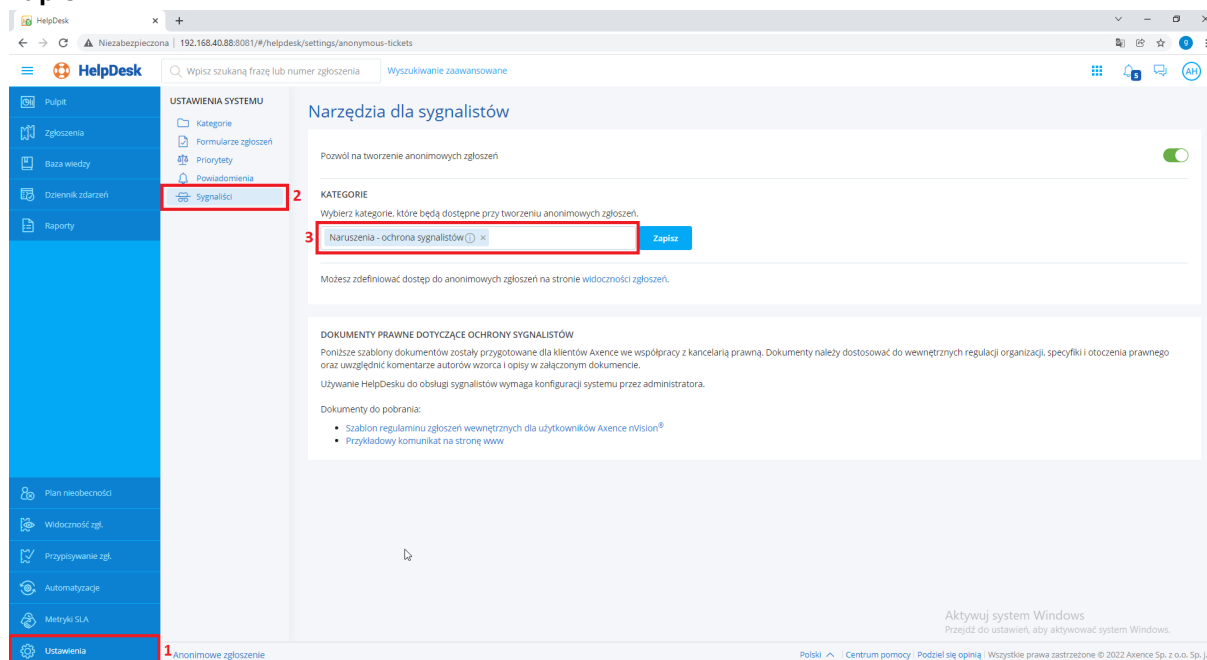 HelpDesk
Niezabezpieczona | 192.168.40.88:8081/#/helpdesk/settings/anonymous-tickets
g
HelpDesk
Wpisz szukaną frazę lub numer zgłoszenia
Wyszukiwanie zaawansowane
5
AH
Pulpit
Zgłoszenia
Baza wiedzy
Dziennik zdarzeń
Raporty
Plan nieobecności
Widoczność zgł.
Przypisywanie zgł.
Automatyzacje
Metryki SLA
Ustawienia
1
USTAWIENIA SYSTEMU
Kategorie
Formularze zgłoszeń
Priorytety
Powiadomienia
Sygnaliści
2
Narzędzia dla sygnalistów
Pozwól na tworzenie anonimowych zgłoszeń
KATEGORIE
Wybierz kategorie, które będą dostępne przy tworzeniu anonimowych zgłoszeń.
3
Naruszenia - ochrona sygnalistów ×
Zapisz
Możesz zdefiniować dostęp do anonimowych zgłoszeń na stronie widoczności zgłoszeń.
DOKUMENTY PRAWNE DOTYCZĄCE OCHRONY SYGNALISTÓW
Poniższe szablony dokumentów zostały przygotowane dla klientów Axence we współpracy z kancelarią prawną. Dokumenty należy dostosować do wewnętrznych regulacji organizacji, specyfiki i otoczenia prawnego
oraz uwzględnić komentarze autorów wzorca i opisy w załączonym dokumencie.
Używanie HelpDesku do obsługi sygnalistów wymaga konfiguracji systemu przez administratora.
Dokumenty do pobrania:
• Szablon regulaminu zgłoszeń wewnętrznych dla użytkowników Axence nVision®
• Przykładowy komunikat na stronę www
Aktywuj system Windows
Przejdź do ustawień, aby aktywować system Windows.
Anonimowe zgłoszenie
Polski | Centrum pomocy | Podziel się opinią | Wszystkie prawa zastrzeżone © 2022 Axence Sp. z o.o. Sp. j.